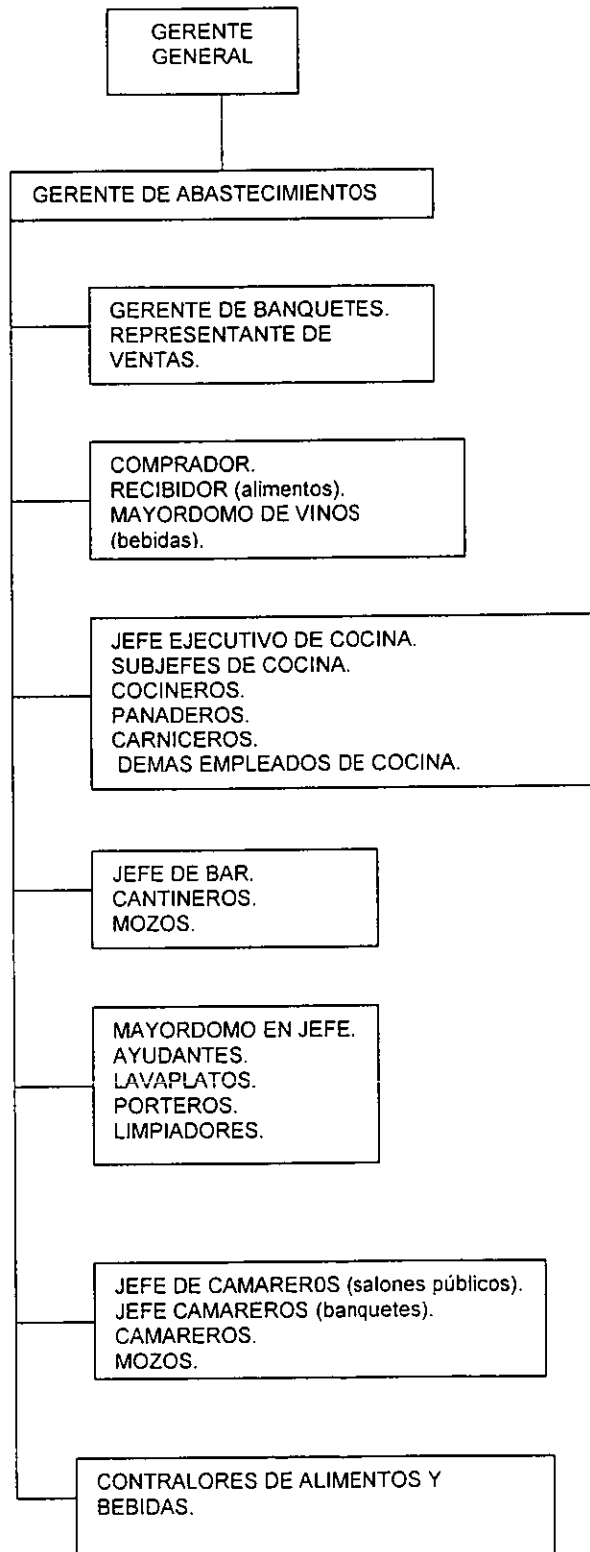 GERENTE
GENERAL
GERENTE DE ABASTECIMIENTOS
GERENTE DE BANQUETES.
REPRESENTANTE DE
VENTAS.
COMPRADOR.
RECIBIDOR (alimentos).
MAYORDOMO DE VINOS
(bebidas).
JEFE EJECUTIVO DE COCINA.
SUBJEFES DE COCINA.
COCINEROS.
PANADEROS.
CARNICEROS.
DEMAS EMPLEADOS DE COCINA.
JEFE DE BAR.
CANTINEROS.
MOZOS.
MAYORDOMO EN JEFE.
AYUDANTES.
LAVAPLATOS.
PORTEROS.
LIMPIADORES.
JEFE DE CAMAREROS (salones públicos).
JEFE CAMAREROS (banquetes).
CAMAREROS.
MOZOS.
CONTRALORES DE ALIMENTOS Y
BEBIDAS.